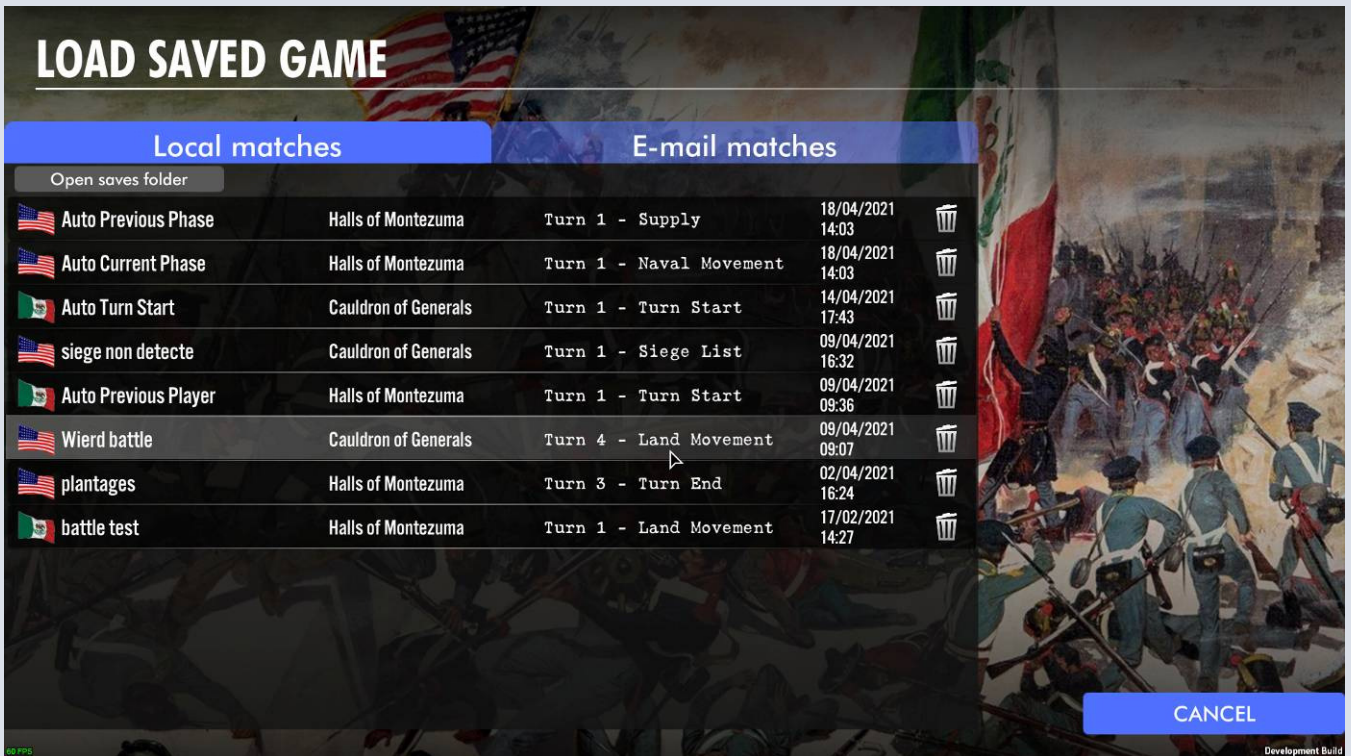 LOAD SAVED GAME
Local matches
E-mail matches
Open saves folder
Auto Previous Phase Halls of Montezuma Turn 1 - Supply 18/04/2021
14:03
Auto Current Phase Halls of Montezuma Turn 1 - Naval Movement 18/04/2021
14:03
Auto Turn Start Cauldron of Generals Turn 1 - Turn Start 14/04/2021
17:43
siege non detecte Cauldron of Generals Turn 1 - Siege List 09/04/2021
16:32
Auto Previous Player Halls of Montezuma Turn 1 - Turn Start 09/04/2021
09:36
Wierd battle Cauldron of Generals Turn 4 - Land Movement 09/04/2021
09:07
plantages Halls of Montezuma Turn 3 - Turn End 02/04/2021
16:24
battle test Halls of Montezuma Turn 1 - Land Movement 17/02/2021
14:27
CANCEL
60 FPS
Development Build